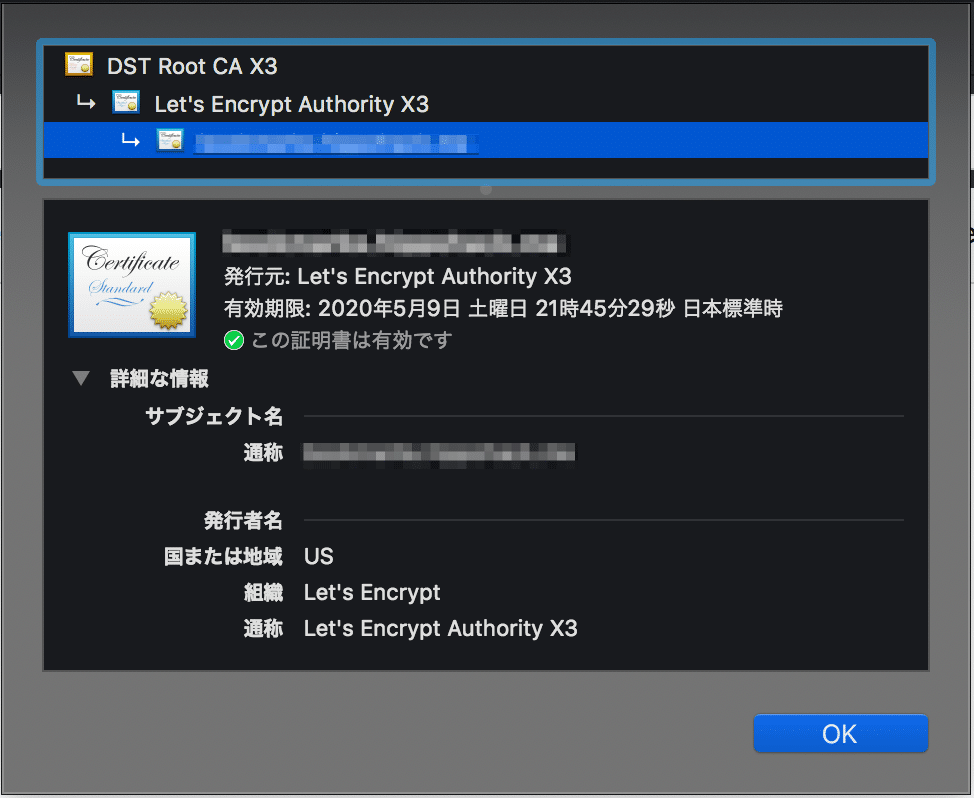 DST Root CA X3
Let's Encrypt Authority X3
Certificate
Standard
発行元: Let's Encrypt Authority X3
有効期限: 2020年5月9日 土曜日 21時45分29秒 日本標準時
この証明書は有効です
詳細な情報
サブジェクト名
通称
発行者名
国または地域 US
組織 Let's Encrypt
通称 Let's Encrypt Authority X3
OK